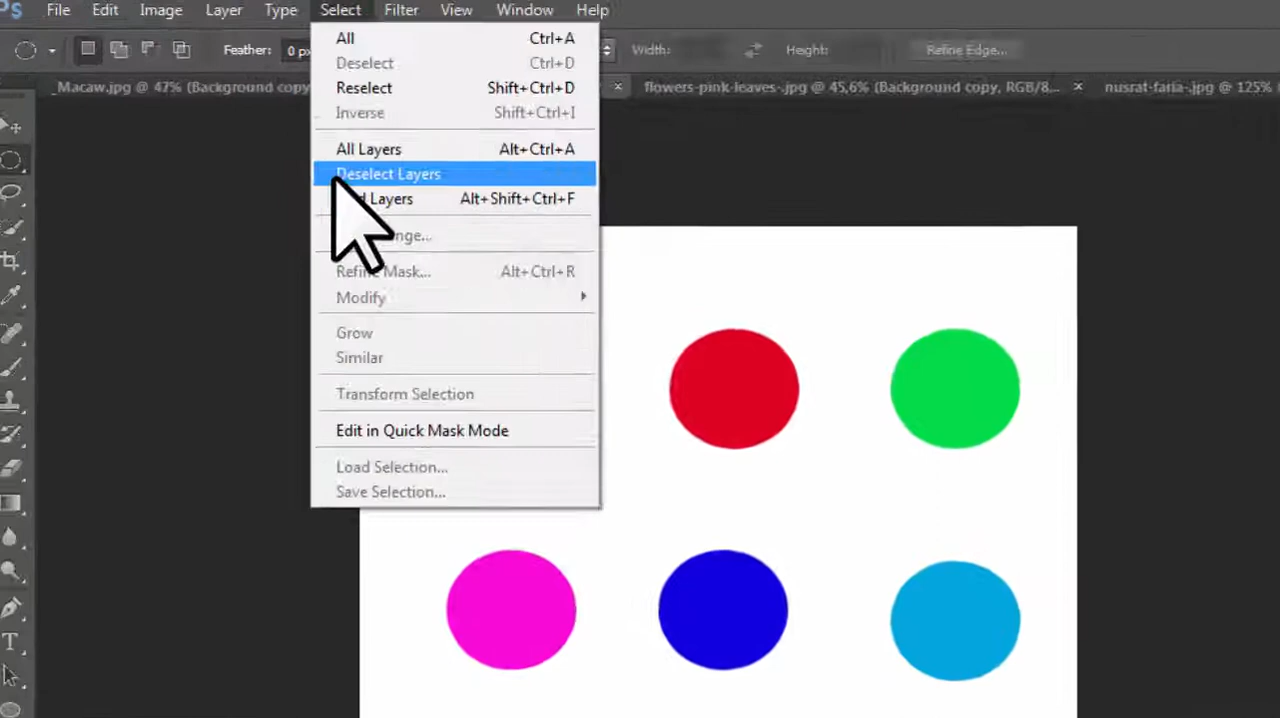 Ps File Edit Image Layer Type Select Filter View Window Help
Feather: 0 px Width: Height: Refine Edge...
_Macaw.jpg @ 47% (Background copy flowers-pink-leaves-.jpg @ 45,6% (Background copy, RGB/8... nusrat-faria-.jpg @ 125%
All Ctrl+A
Deselect Ctrl+D
Reselect Shift+Ctrl+D
Inverse Shift+Ctrl+I
All Layers Alt+Ctrl+A
Deselect Layers
Layers Alt+Shift+Ctrl+F
Refine Mask... Alt+Ctrl+R
Modify
Grow
Similar
Transform Selection
Edit in Quick Mask Mode
Load Selection...
Save Selection...
T